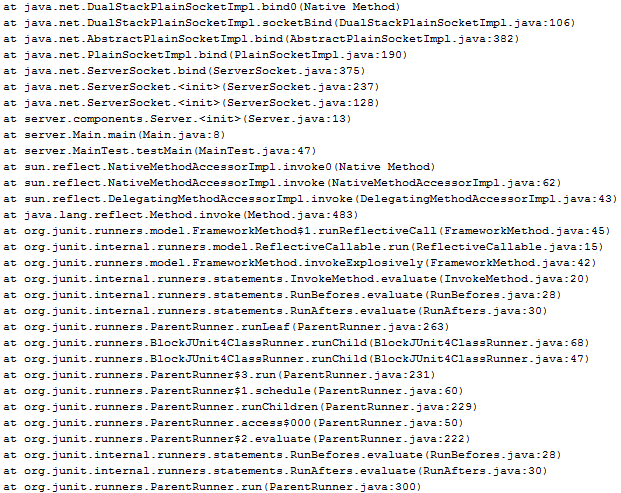 at java.net.DualStackPlainSocketImpl.bind0(Native Method)
at java.net.DualStackPlainSocketImpl.socketBind(DualStackPlainSocketImpl.java:106)
at java.net.AbstractPlainSocketImpl.bind(AbstractPlainSocketImpl.java:382)
at java.net.PlainSocketImpl.bind(PlainSocketImpl.java:190)
at java.net.ServerSocket.bind(ServerSocket.java:375)
at java.net.ServerSocket.<init>(ServerSocket.java:237)
at java.net.ServerSocket.<init>(ServerSocket.java:128)
at server.components.Server.<init>(Server.java:13)
at server.Main.main(Main.java:8)
at server.MainTest.testMain(MainTest.java:47)
at sun.reflect.NativeMethodAccessorImpl.invoke0(Native Method)
at sun.reflect.NativeMethodAccessorImpl.invoke(NativeMethodAccessorImpl.java:62)
at sun.reflect.DelegatingMethodAccessorImpl.invoke(DelegatingMethodAccessorImpl.java:43)
at java.lang.reflect.Method.invoke(Method.java:483)
at org.junit.runners.model.FrameworkMethod$1.runReflectiveCall(FrameworkMethod.java:45)
at org.junit.internal.runners.model.ReflectiveCallable.run(ReflectiveCallable.java:15)
at org.junit.runners.model.FrameworkMethod.invokeExplosively(FrameworkMethod.java:42)
at org.junit.internal.runners.statements.InvokeMethod.evaluate(InvokeMethod.java:20)
at org.junit.internal.runners.statements.RunBefores.evaluate(RunBefores.java:28)
at org.junit.internal.runners.statements.RunAfters.evaluate(RunAfters.java:30)
at org.junit.runners.ParentRunner.runLeaf(ParentRunner.java:263)
at org.junit.runners.BlockJUnit4ClassRunner.runChild(BlockJUnit4ClassRunner.java:68)
at org.junit.runners.BlockJUnit4ClassRunner.runChild(BlockJUnit4ClassRunner.java:47)
at org.junit.runners.ParentRunner$3.run(ParentRunner.java:231)
at org.junit.runners.ParentRunner$1.schedule(ParentRunner.java:60)
at org.junit.runners.ParentRunner.runChildren(ParentRunner.java:229)
at org.junit.runners.ParentRunner.access$000(ParentRunner.java:50)
at org.junit.runners.ParentRunner$2.evaluate(ParentRunner.java:222)
at org.junit.internal.runners.statements.RunBefores.evaluate(RunBefores.java:28)
at org.junit.internal.runners.statements.RunAfters.evaluate(RunAfters.java:30)
at org.junit.runners.ParentRunner.run(ParentRunner.java:300)